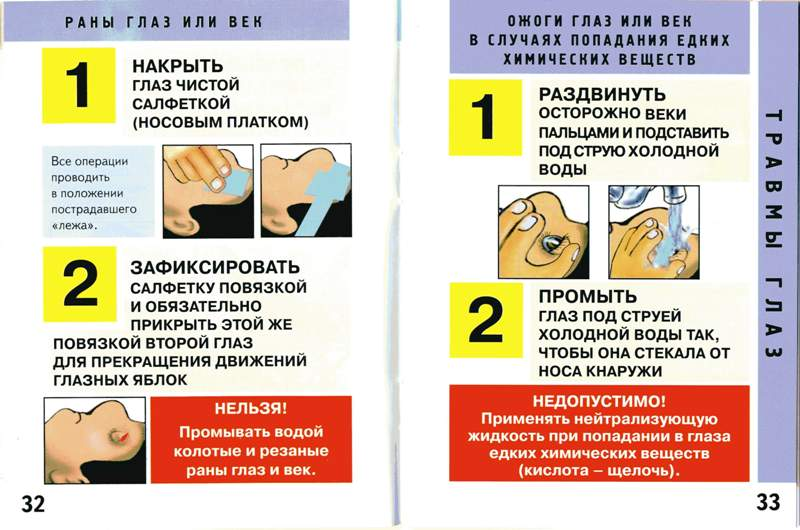 РАНЫ ГЛАЗ ИЛИ ВЕК
1
НАКРЫТЬ
ГЛАЗ ЧИСТОЙ
САЛФЕТКОЙ
(НОСОВЫМ ПЛАТКОМ)
Все операции
проводить
в положении
пострадавшего
«лежа».
2
ЗАФИКСИРОВАТЬ
САЛФЕТКУ ПОВЯЗКОЙ
И ОБЯЗАТЕЛЬНО
ПРИКРЫТЬ ЭТОЙ ЖЕ
ПОВЯЗКОЙ ВТОРОЙ ГЛАЗ
ДЛЯ ПРЕКРАЩЕНИЯ ДВИЖЕНИЙ
ГЛАЗНЫХ ЯБЛОК
НЕЛЬЗЯ!
Промывать водой
колотые и резаные
раны глаз и век.
32
ОЖОГИ ГЛАЗ ИЛИ ВЕК
В СЛУЧАЯХ ПОПАДАНИЯ ЕДКИХ
ХИМИЧЕСКИХ ВЕЩЕСТВ
1
РАЗДВИНУТЬ
ОСТОРОЖНО ВЕКИ
ПАЛЬЦАМИ И ПОДСТАВИТЬ
ПОД СТРУЮ ХОЛОДНОЙ
ВОДЫ
2
ПРОМЫТЬ
ГЛАЗ ПОД СТРУЕЙ
ХОЛОДНОЙ ВОДЫ ТАК,
ЧТОБЫ ОНА СТЕКАЛА ОТ
НОСА КНАРУЖИ
НЕДОПУСТИМО!
Применять нейтрализующую
жидкость при попадании в глаза
едких химических веществ
(кислота – щелочь).
ТРАВМЫ ГЛАЗ
33